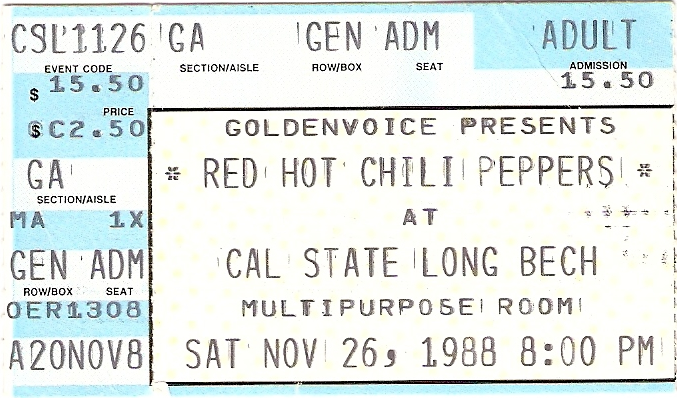 CSL1126 GA GEN ADM ADULT
EVENT CODE SECTION/AISLE ROW/BOX SEAT ADMISSION
$ 15.50 15.50
PRICE
$C2.50
GA
SECTION/AISLE
MA 1X
GEN ADM
ROW/BOX SEAT
OER1308
A20NOV8
GOLDENVOICE PRESENTS
* RED HOT CHILI PEPPERS *
AT
CAL STATE LONG BECH
MULTIPURPOSE ROOM
SAT NOV 26, 1988 8:00 PM